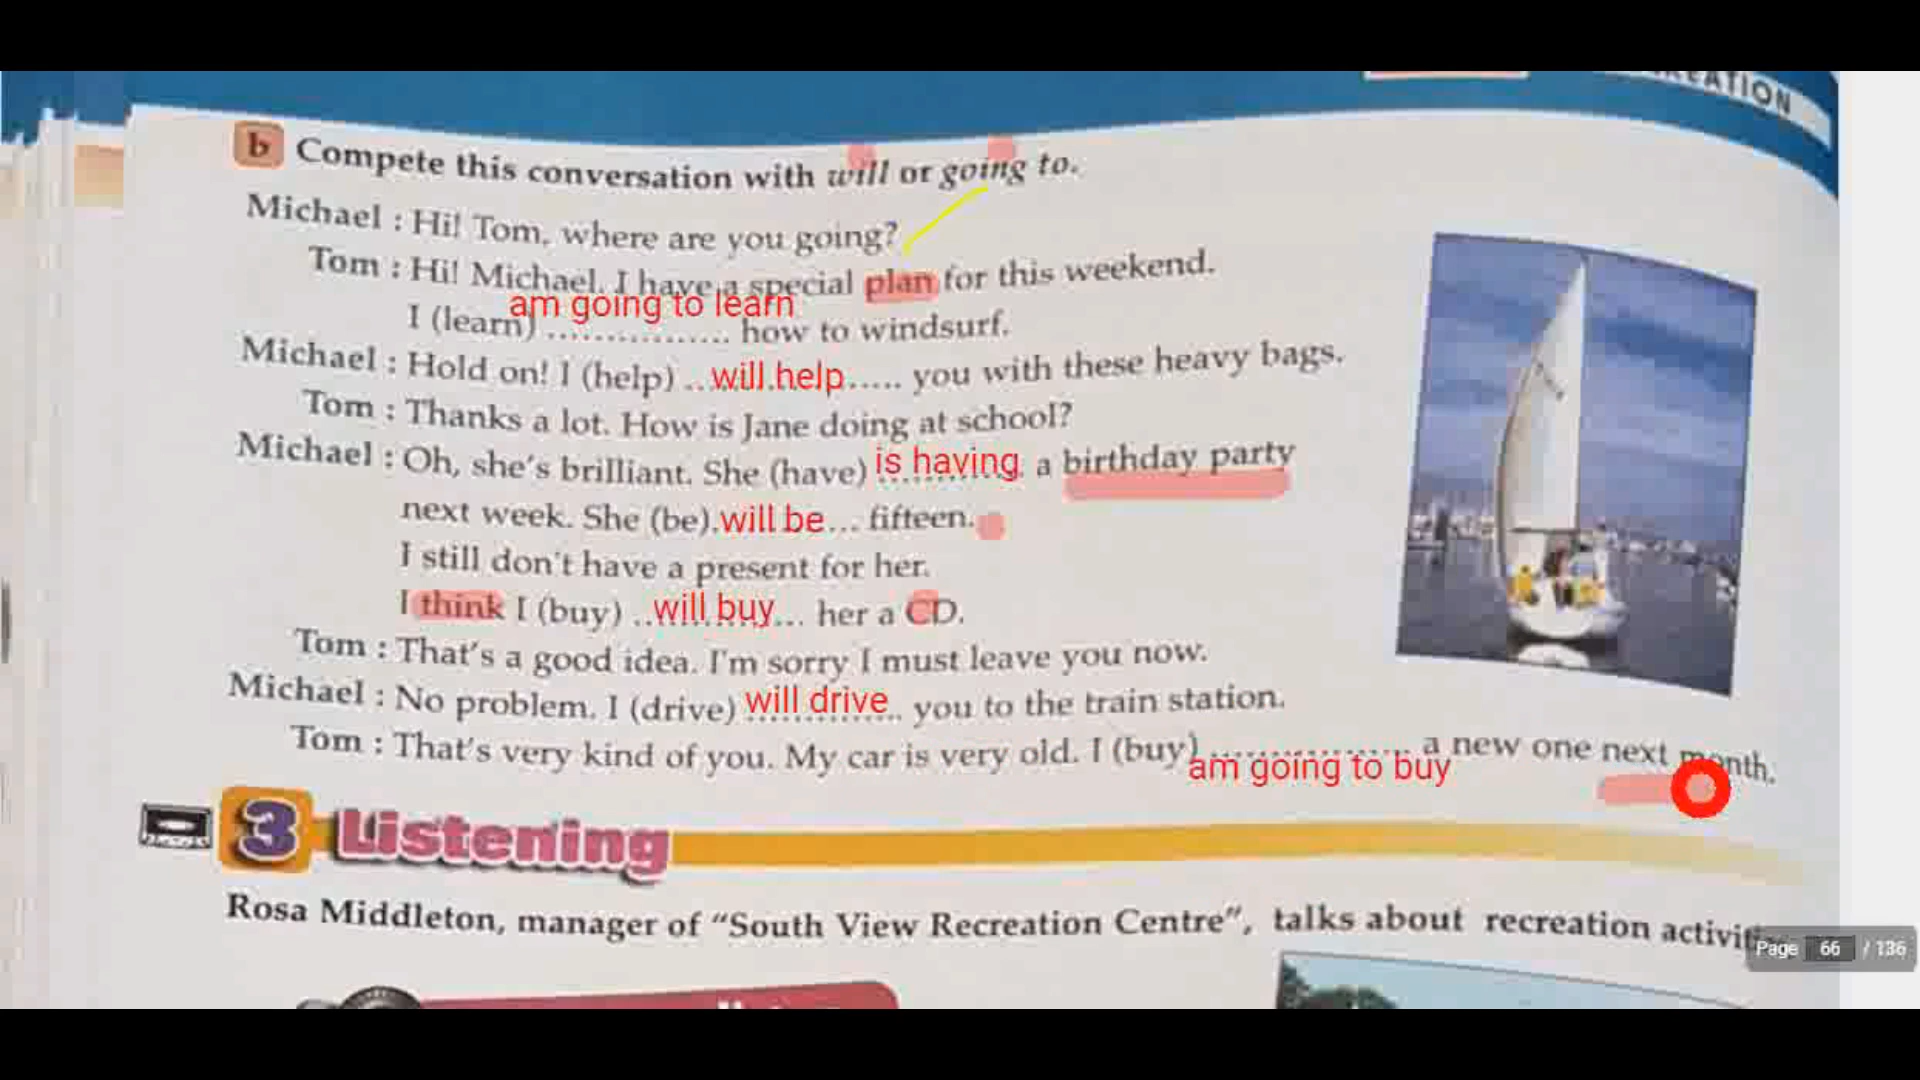 REATION
b Compete this conversation with will or going to.
Michael : Hi! Tom, where are you going?
Tom : Hi! Michael. I have a special plan for this weekend.
am going to learn
I (learn) ................ how to windsurf.
Michael : Hold on! I (help) ..will help..... you with these heavy bags.
Tom : Thanks a lot. How is Jane doing at school?
Michael : Oh, she's brilliant. She (have) is having a birthday party
next week. She (be).will be... fifteen.
I still don't have a present for her.
I think I (buy) ..will buy... her a CD.
Tom : That's a good idea. I'm sorry I must leave you now.
Michael : No problem. I (drive) will drive.. you to the train station.
Tom : That's very kind of you. My car is very old. I (buy) .................. a new one next month.
am going to buy
3 Listening
Rosa Middleton, manager of "South View Recreation Centre", talks about recreation activi
Page 66 / 136